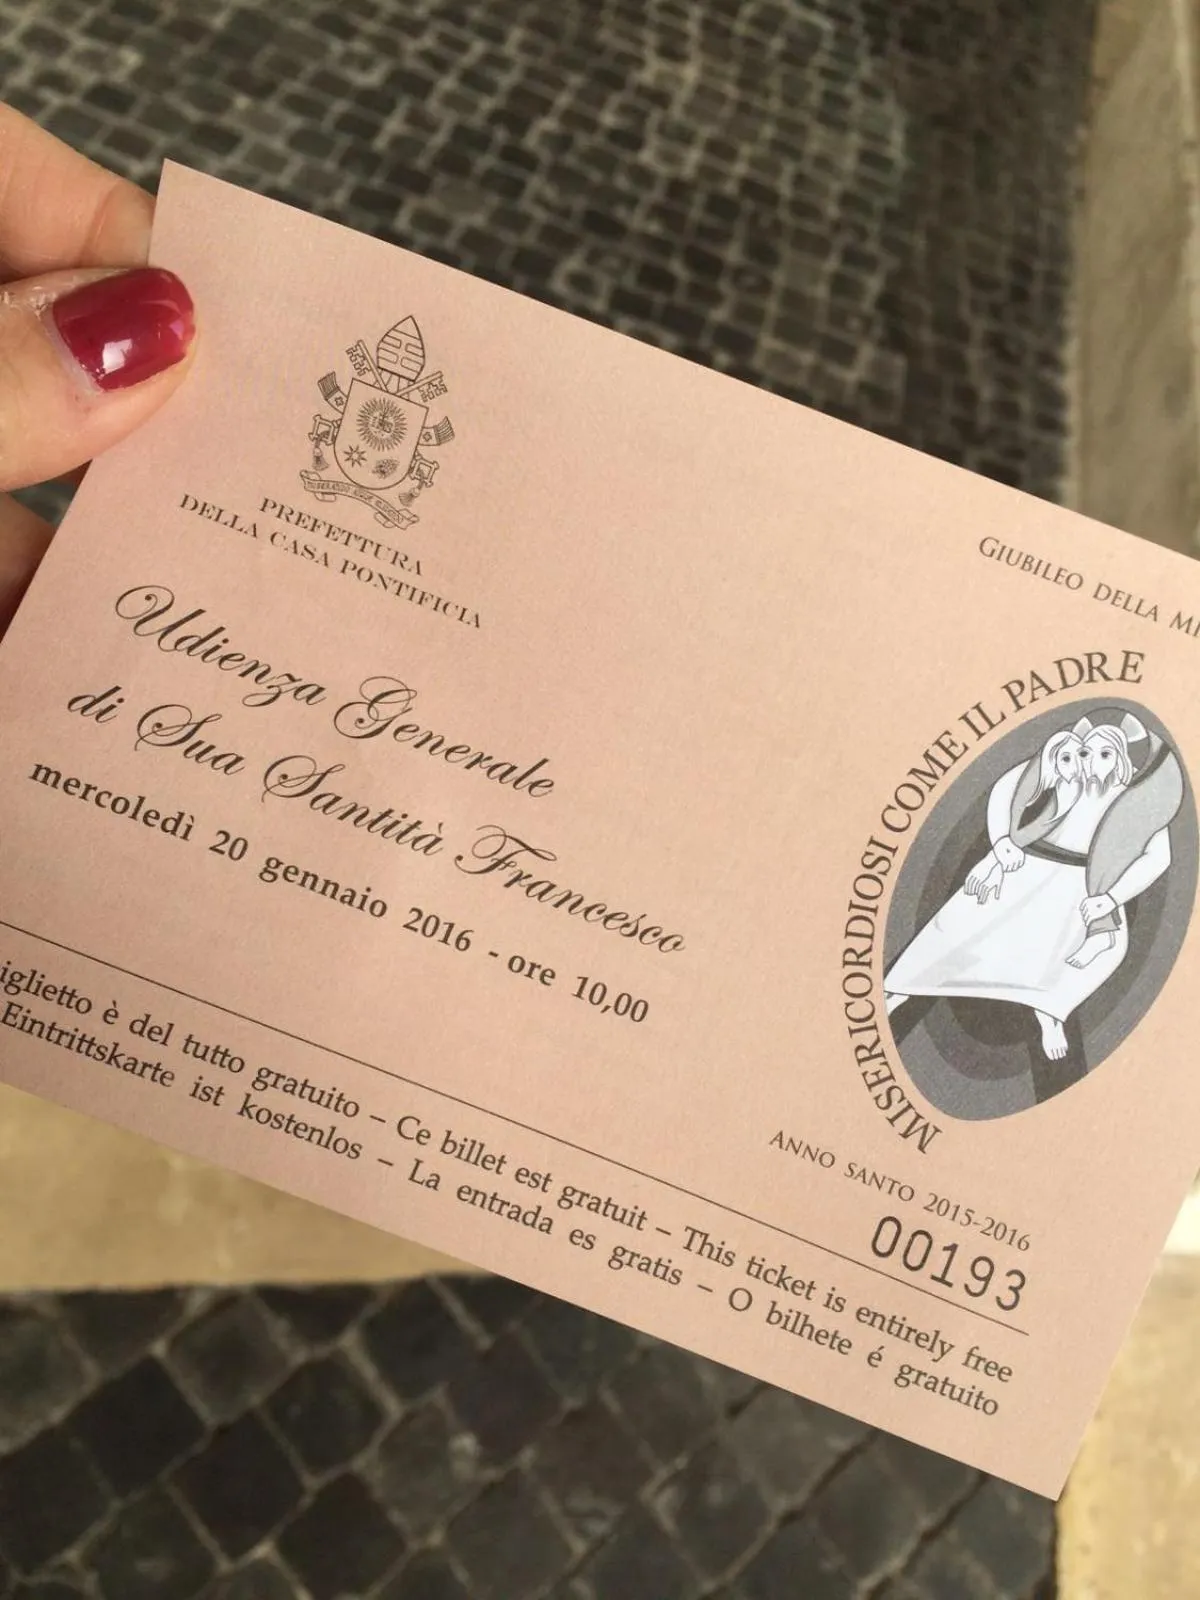 PREFETTURA
DELLA CASA PONTIFICIA
Udienza Generale
di Sua Santità Francesco
mercoledì 20 gennaio 2016 - ore 10,00
GIUBILEO DELLA
MISERICORDIOSI COME IL PADRE
ANNO SANTO 2015-2016
00193
iglietto è del tutto gratuito – Ce billet est gratuit – This ticket is entirely free
Eintrittskarte ist kostenlos – La entrada es gratis – O bilhete é gratuito